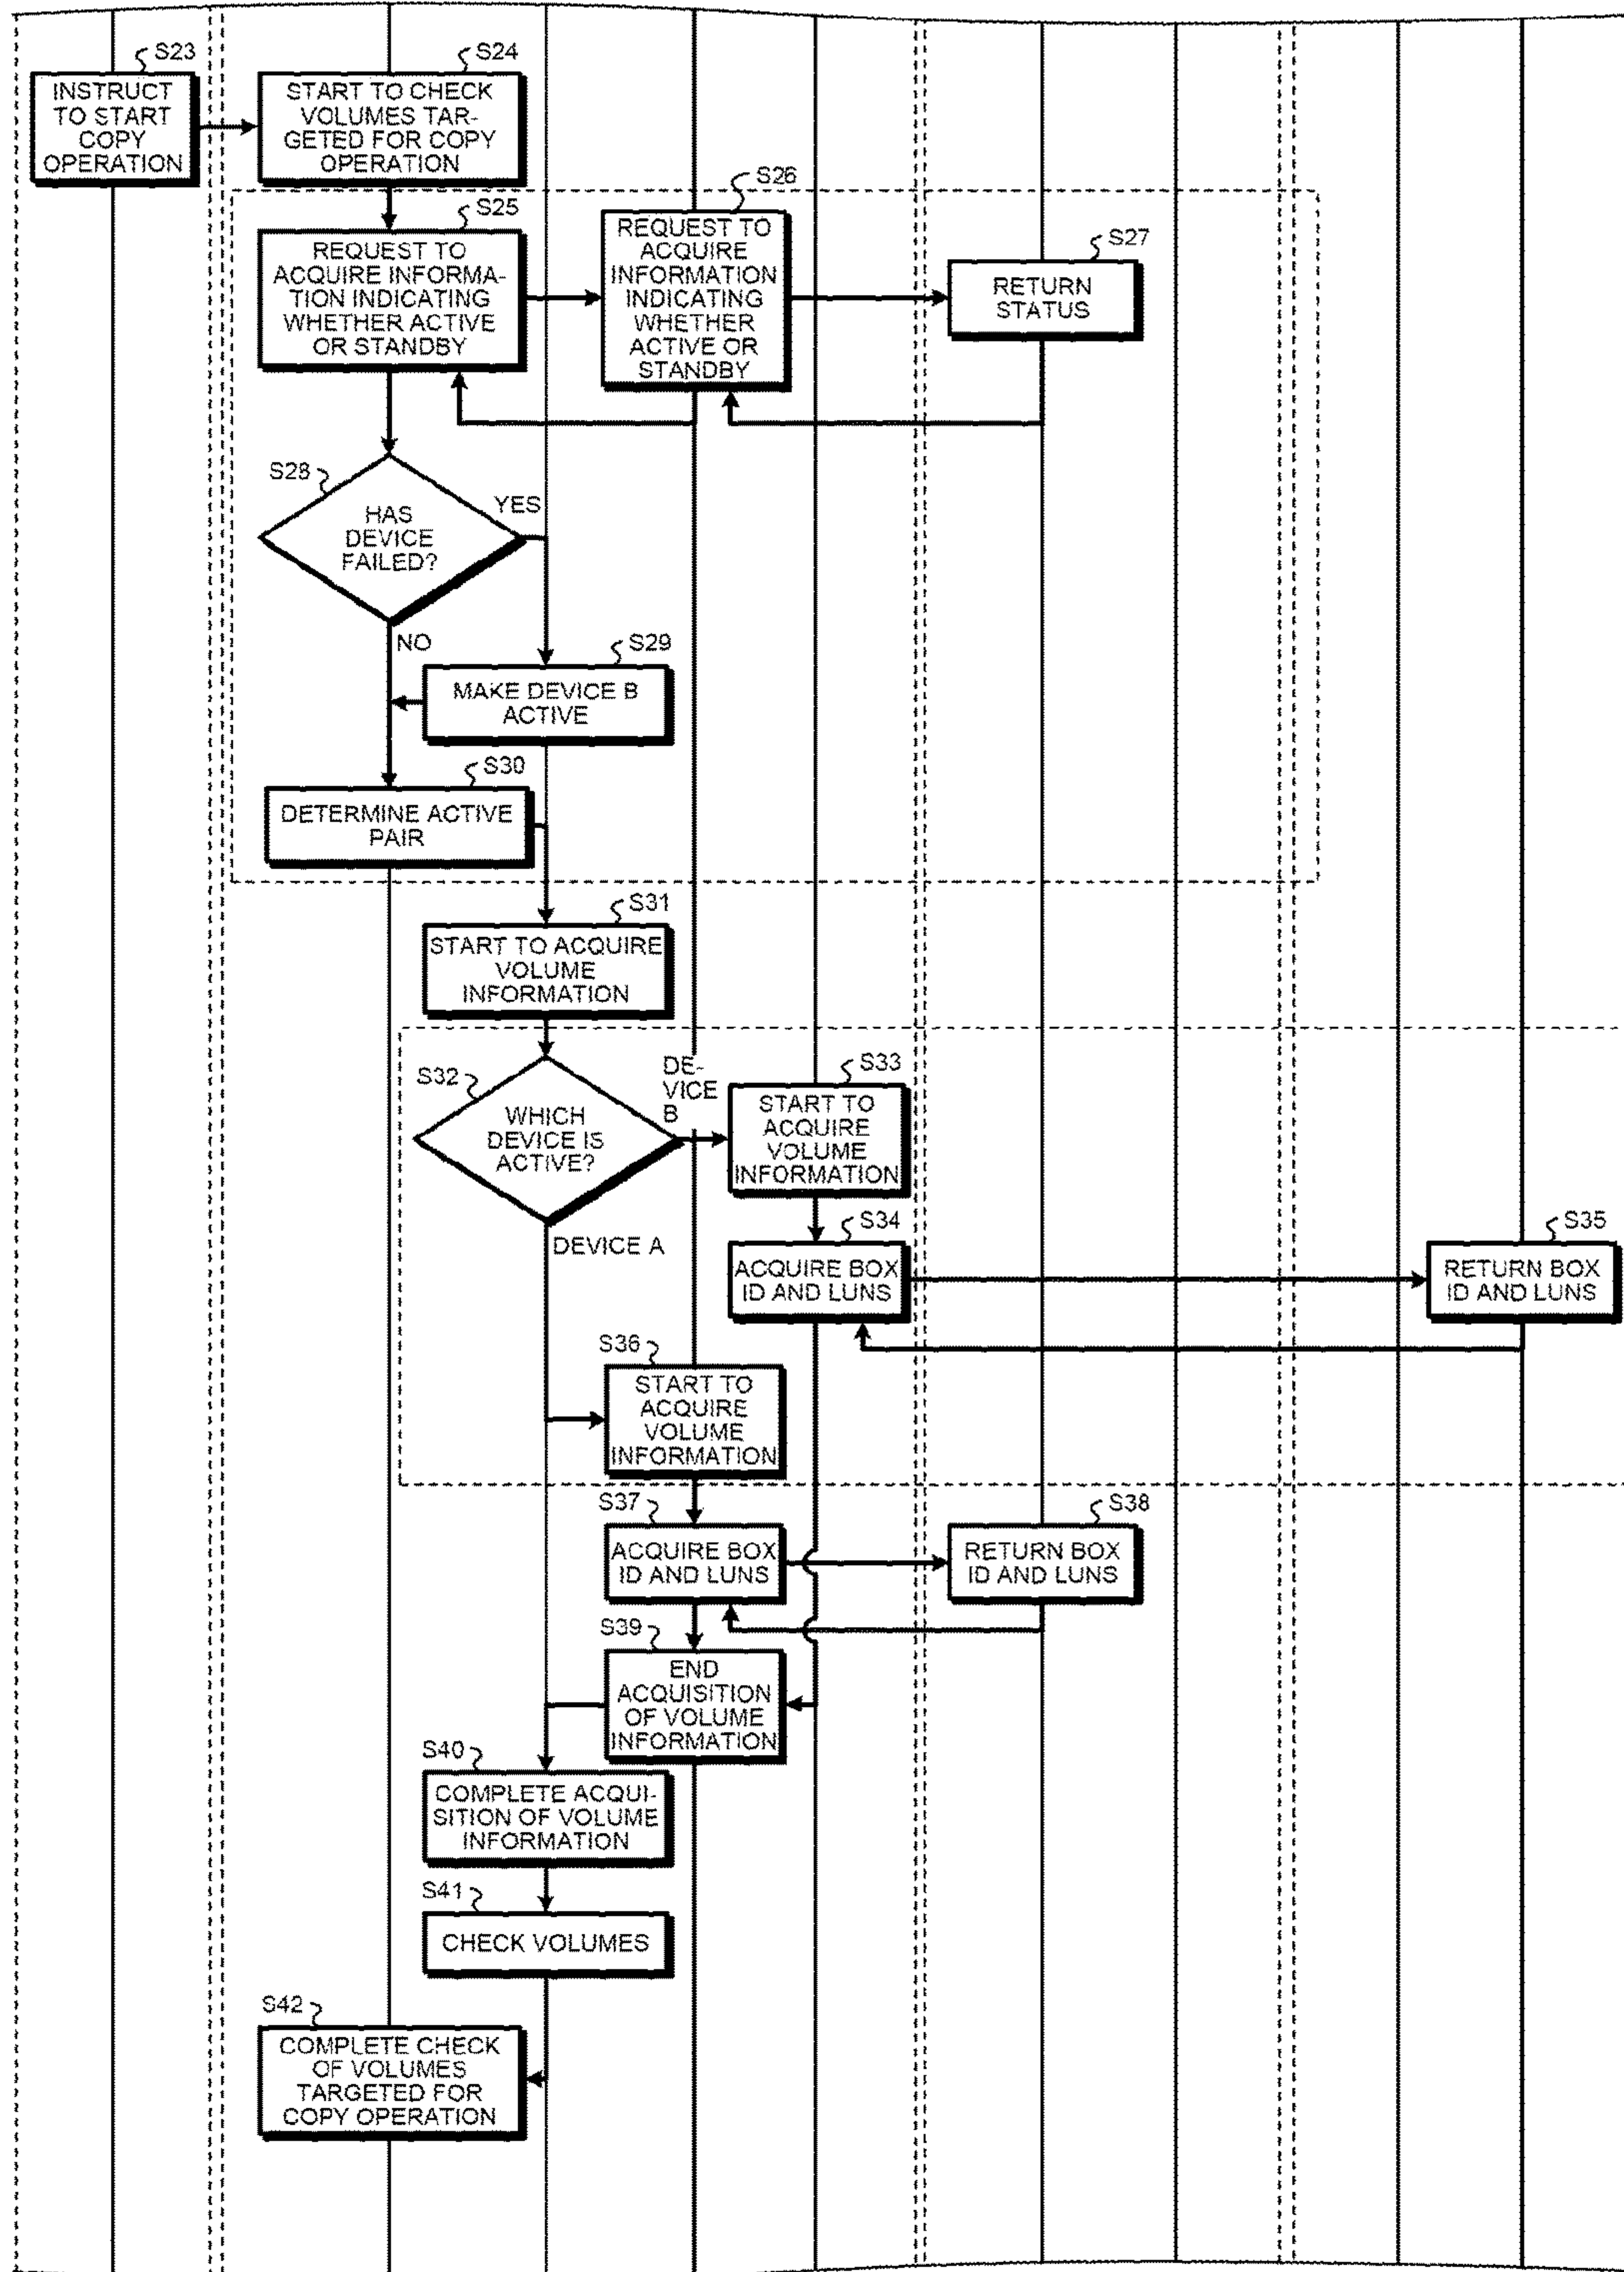 S23
INSTRUCT
TO START
COPY
OPERATION
S24
START TO CHECK
VOLUMES TAR-
GETED FOR COPY
OPERATION
S25
REQUEST TO
ACQUIRE INFORMA-
TION INDICATING
WHETHER ACTIVE
OR STANDBY
S26
REQUEST TO
ACQUIRE
INFORMATION
INDICATING
WHETHER
ACTIVE OR
STANDBY
S27
RETURN
STATUS
S28
HAS
DEVICE
FAILED?
YES
NO
S29
MAKE DEVICE B
ACTIVE
S30
DETERMINE ACTIVE
PAIR
S31
START TO ACQUIRE
VOLUME
INFORMATION
S32
WHICH
DEVICE IS
ACTIVE?
DE-
VICE
B
DEVICE A
S33
START TO
ACQUIRE
VOLUME
INFORMATION
S34
ACQUIRE BOX
ID AND LUNS
S35
RETURN BOX
ID AND LUNS
S36
START TO
ACQUIRE
VOLUME
INFORMATION
S37
ACQUIRE BOX
ID AND LUNS
S38
RETURN BOX
ID AND LUNS
S39
END
ACQUISITION
OF VOLUME
INFORMATION
S40
COMPLETE ACQUI-
SITION OF VOLUME
INFORMATION
S41
CHECK VOLUMES
S42
COMPLETE CHECK
OF VOLUMES
TARGETED FOR
COPY OPERATION